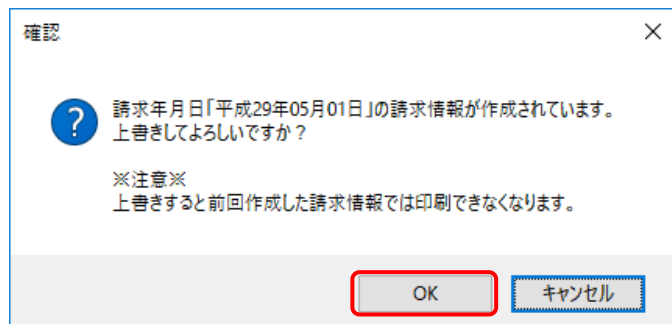 確認
請求年月日「平成29年05月01日」の請求情報が作成されています。
上書きしてよろしいですか？
※注意※
上書きすると前回作成した請求情報では印刷できなくなります。
OK
キャンセル